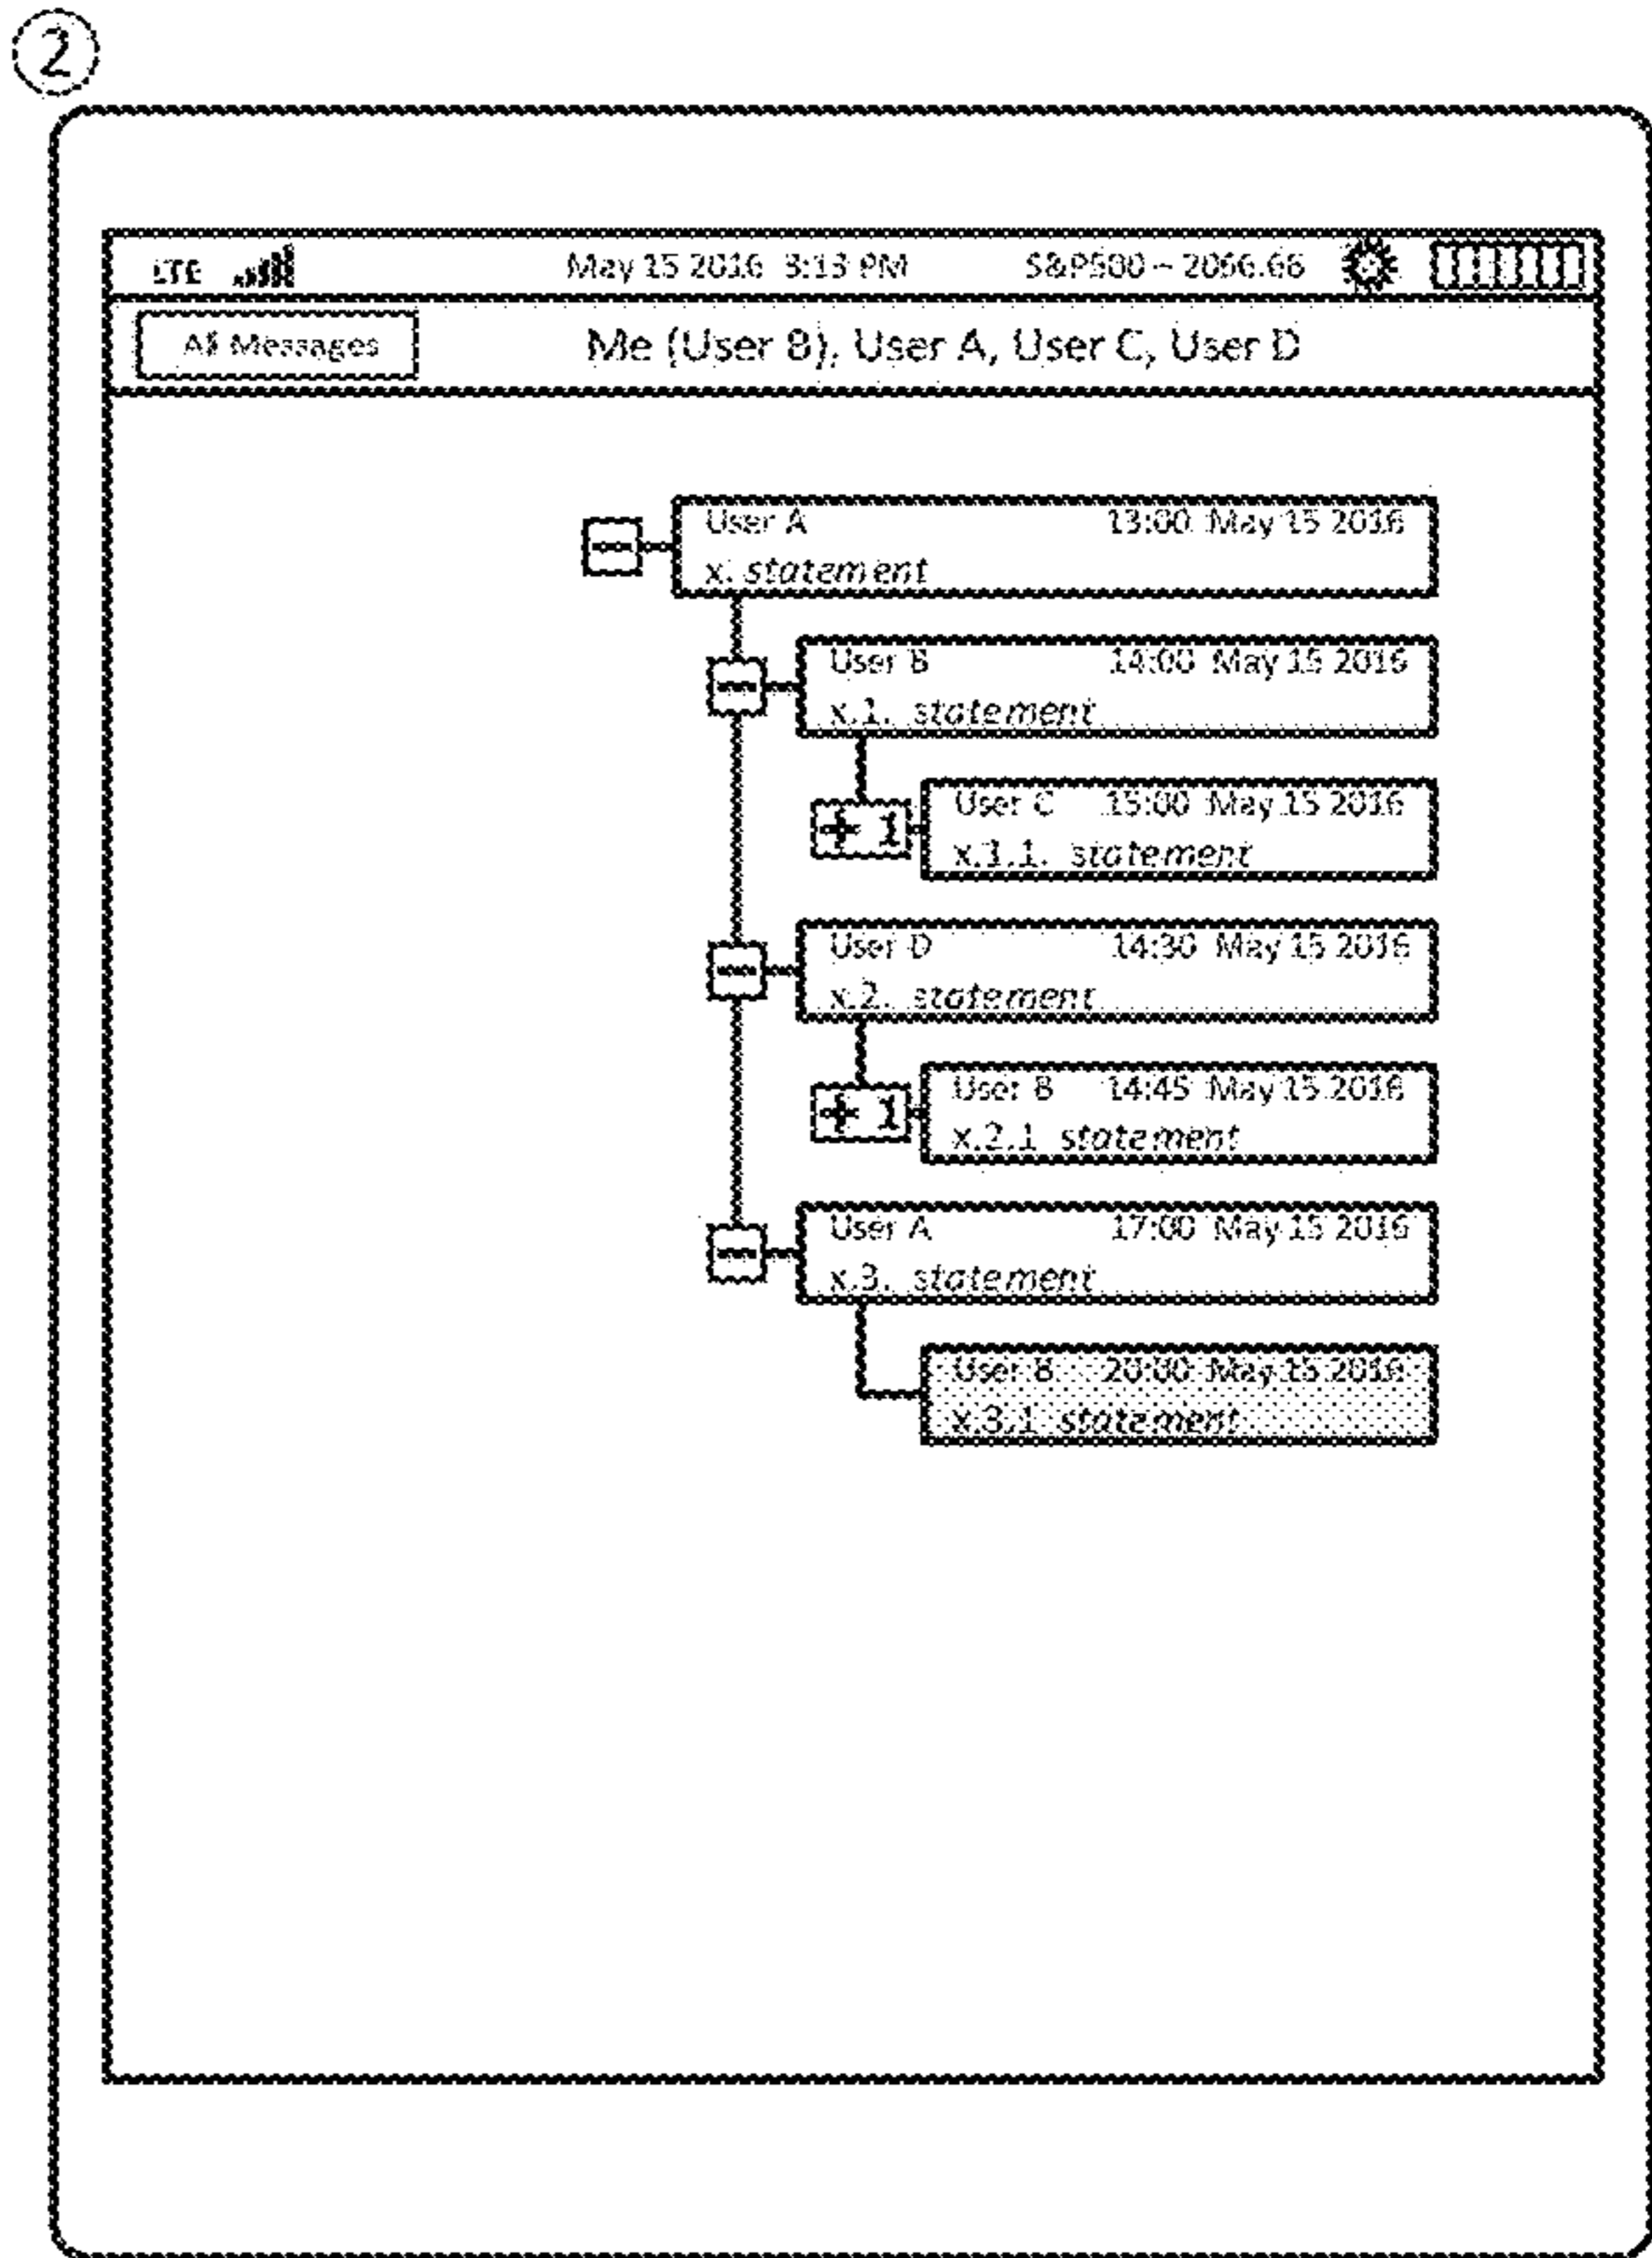 2
LTE May 15 2016 8:13 PM S&P500 – 2066.66
All Messages Me (User B), User A, User C, User D
User A 13:00 May 15 2016
x. statement
User B 14:00 May 15 2016
x.1. statement
+ 1 User C 15:00 May 15 2016
x.1.1. statement
User D 14:30 May 15 2016
x.2. statement
+ 1 User B 14:45 May 15 2016
x.2.1 statement
User A 17:00 May 15 2016
x.3. statement
User B 20:00 May 15 2016
x.3.1 statement